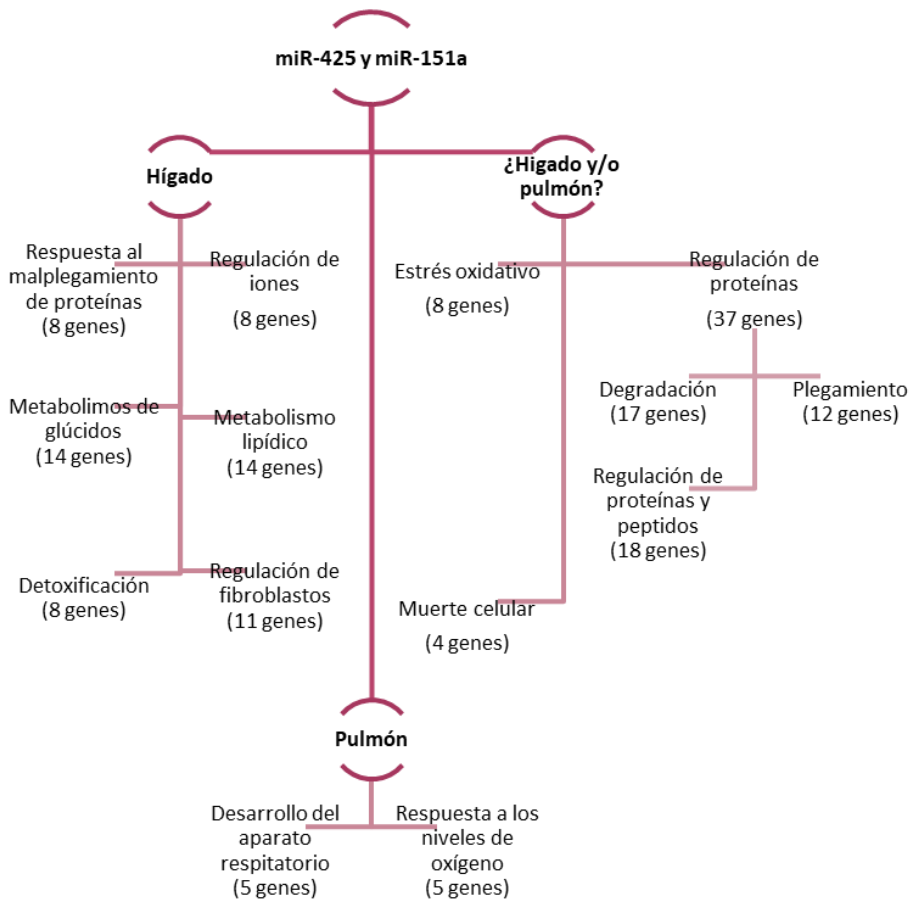 miR-425 y miR-151a
Hígado
Respuesta al
malplegamiento
de proteínas
(8 genes)
Regulación de
iones
(8 genes)
Metabolimos de
glúcidos
(14 genes)
Metabolismo
lipídico
(14 genes)
Detoxificación
(8 genes)
Regulación de
fibroblastos
(11 genes)
¿Higado y/o
pulmón?
Estrés oxidativo
(8 genes)
Regulación de
proteínas
(37 genes)
Degradación
(17 genes)
Plegamiento
(12 genes)
Regulación de
proteínas y
peptidos
(18 genes)
Muerte celular
(4 genes)
Pulmón
Desarrollo del
aparato
respitatorio
(5 genes)
Respuesta a los
niveles de
oxígeno
(5 genes)